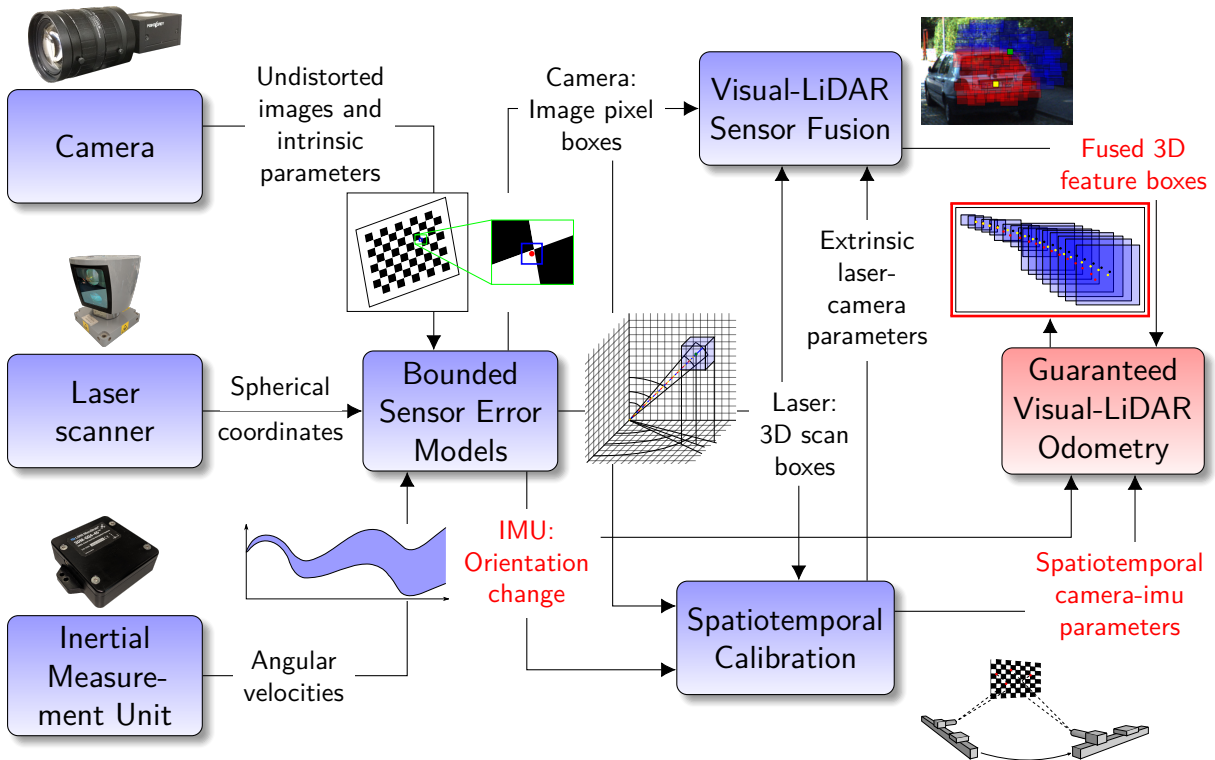 Camera
Undistorted
images and
intrinsic
parameters
Camera:
Image pixel
boxes
Visual-LiDAR
Sensor Fusion
Fused 3D
feature boxes
Extrinsic
laser-
camera
parameters
Laser
scanner
Spherical
coordinates
Bounded
Sensor Error
Models
Laser:
3D scan
boxes
Guaranteed
Visual-LiDAR
Odometry
IMU:
Orientation
change
Spatiotemporal
camera-imu
parameters
Inertial
Measure-
ment Unit
Angular
velocities
Spatiotemporal
Calibration